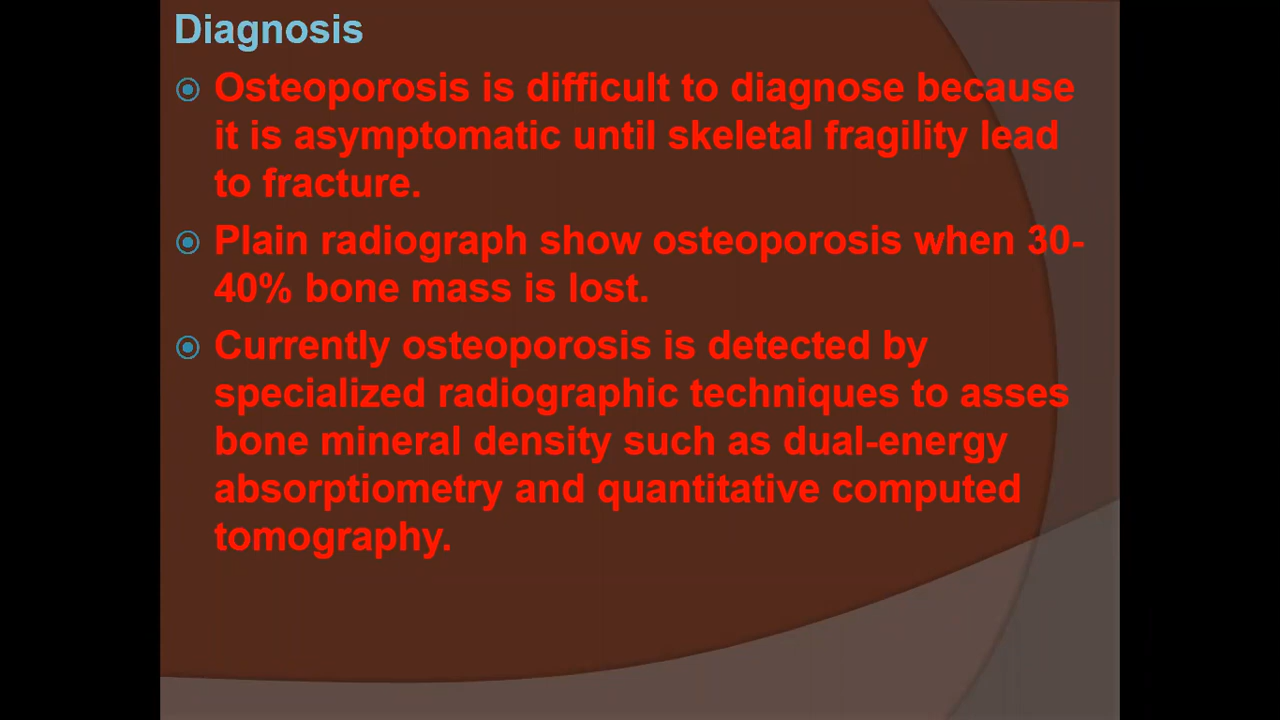 Diagnosis
Osteoporosis is difficult to diagnose because
it is asymptomatic until skeletal fragility lead
to fracture.
Plain radiograph show osteoporosis when 30-
40% bone mass is lost.
Currently osteoporosis is detected by
specialized radiographic techniques to asses
bone mineral density such as dual-energy
absorptiometry and quantitative computed
tomography.